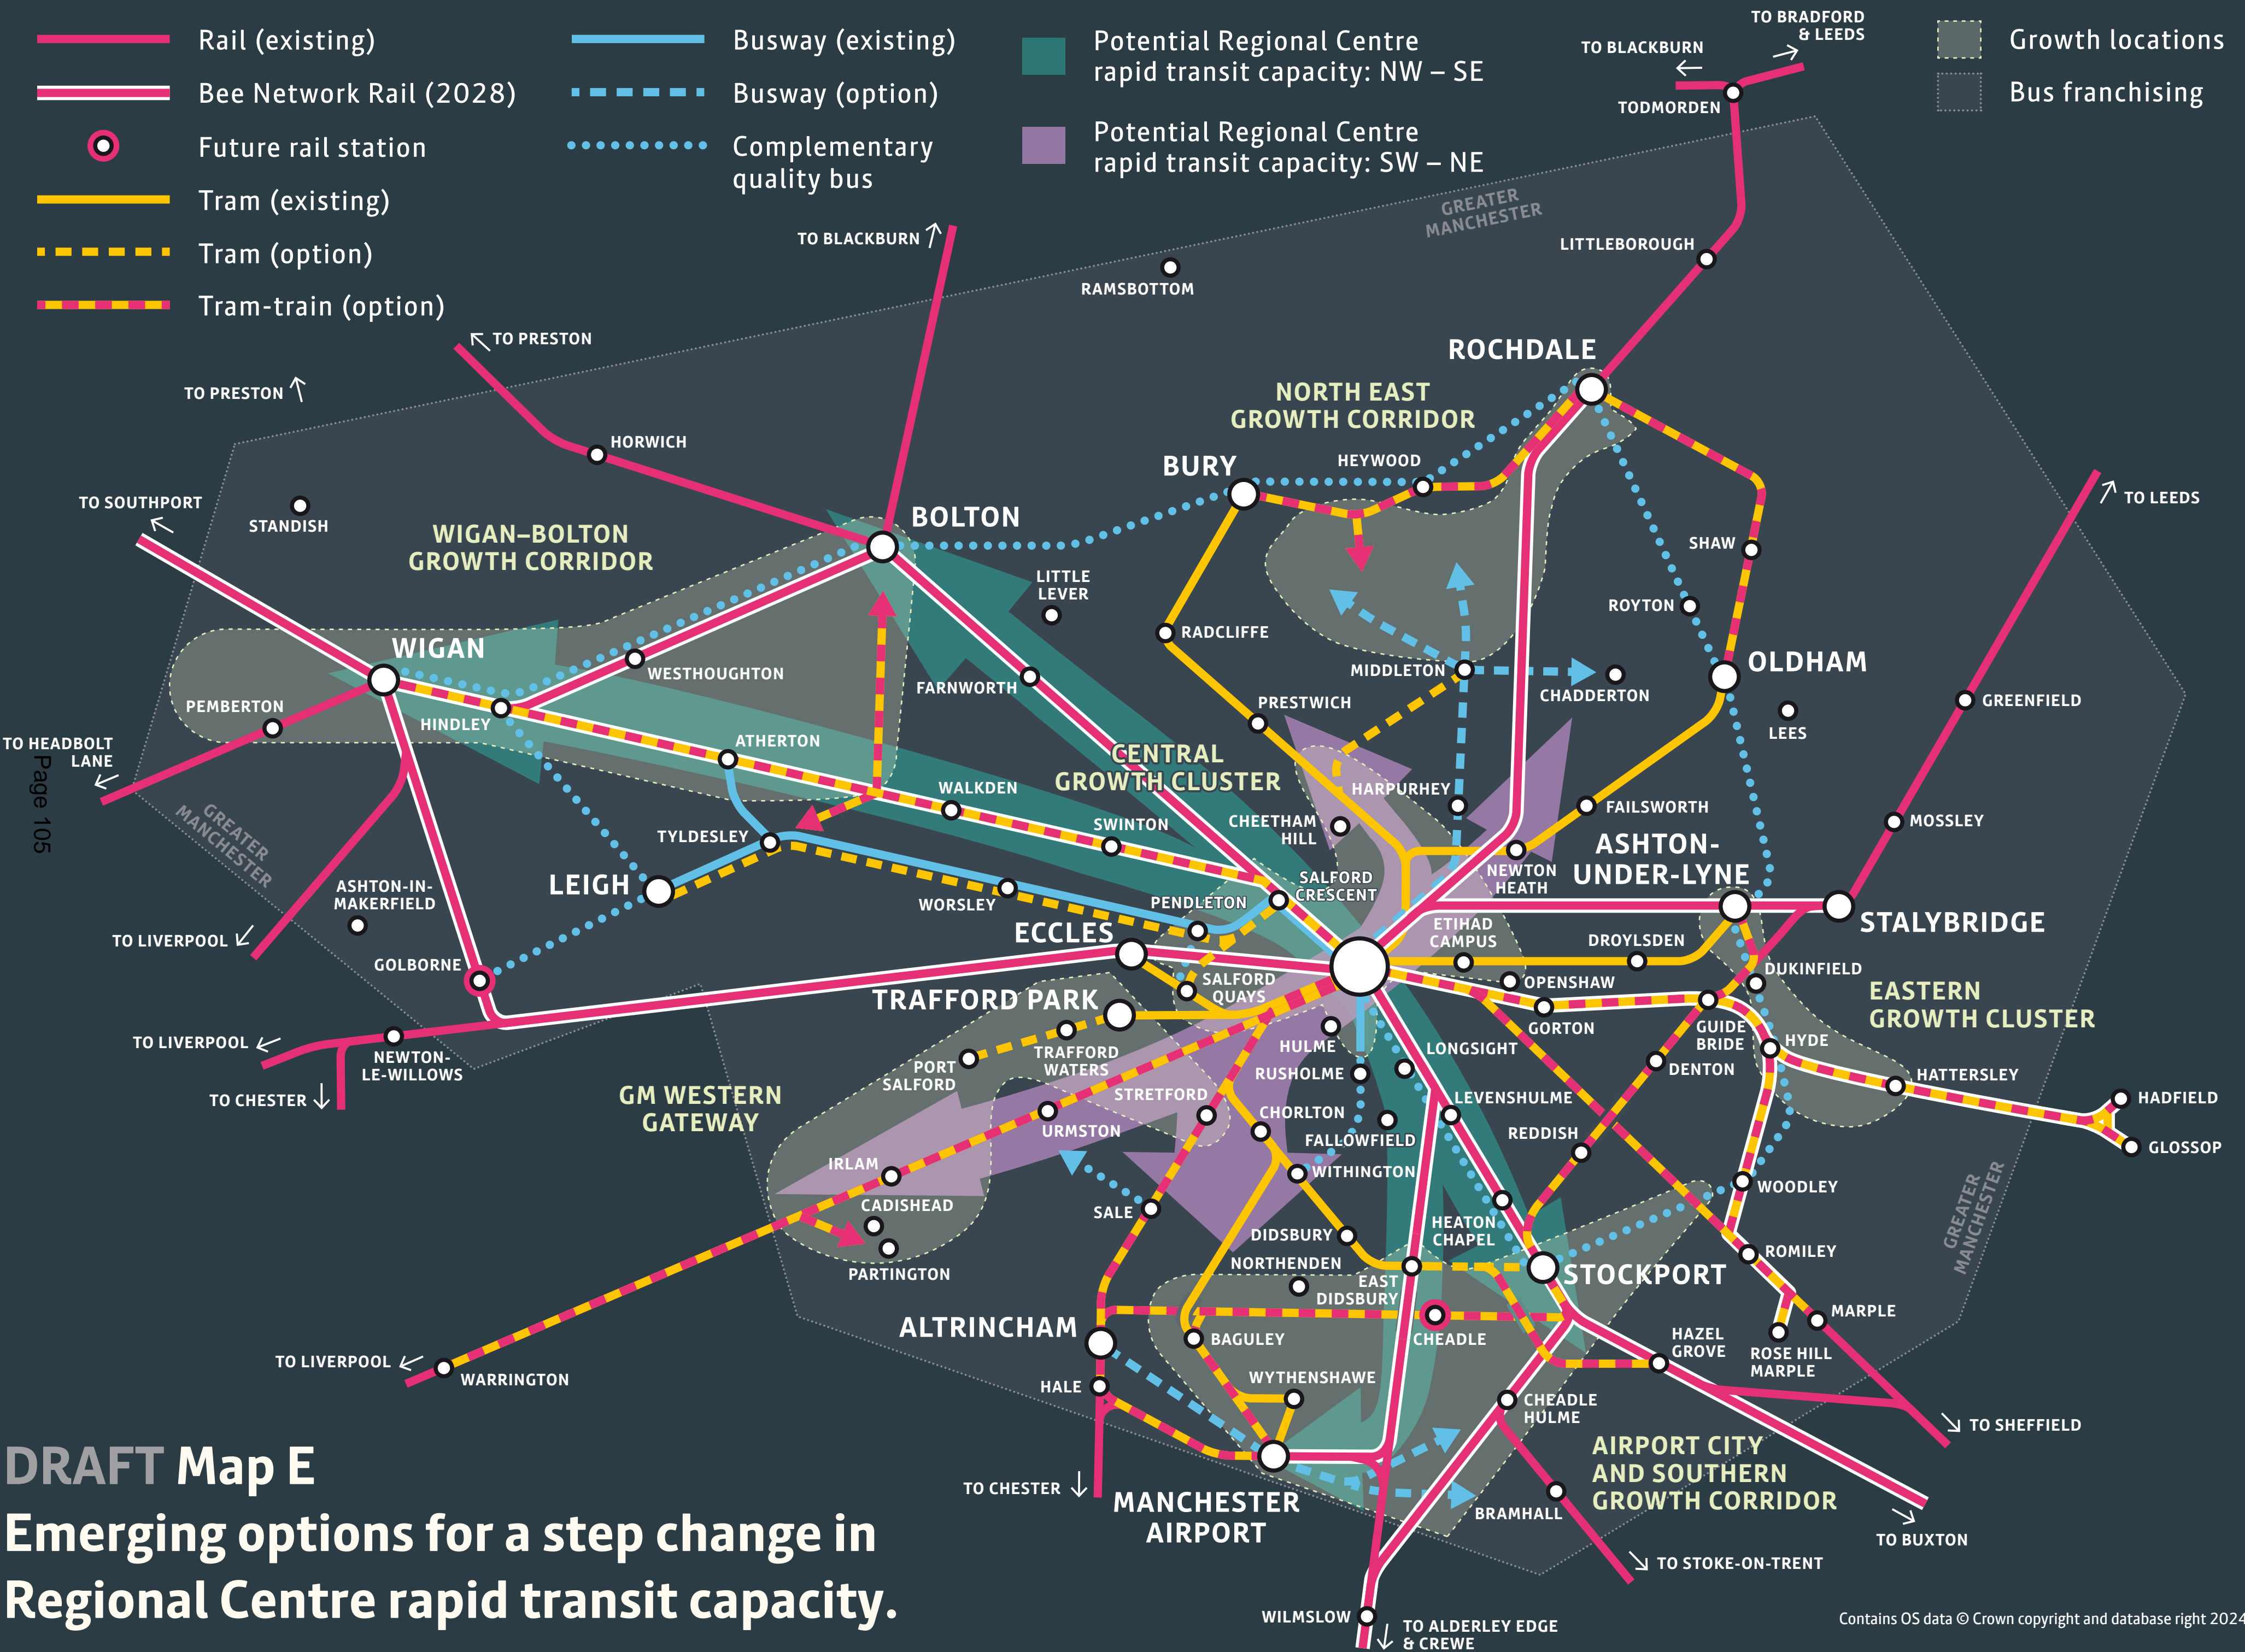 Rail (existing)
Bee Network Rail (2028)
Future rail station
Tram (existing)
Tram (option)
Tram-train (option)
Busway (existing)
Busway (option)
Complementary
quality bus
Potential Regional Centre
rapid transit capacity: NW – SE
Potential Regional Centre
rapid transit capacity: SW – NE
Growth locations
Bus franchising
TO BRADFORD
& LEEDS
TO BLACKBURN
TODMORDEN
GREATER
MANCHESTER
LITTLEBOROUGH
TO BLACKBURN
RAMSBOTTOM
TO PRESTON
TO PRESTON
ROCHDALE
NORTH EAST
GROWTH CORRIDOR
HORWICH
BURY
HEYWOOD
TO SOUTHPORT
STANDISH
WIGAN–BOLTON
GROWTH CORRIDOR
BOLTON
TO LEEDS
SHAW
LITTLE
LEVER
ROYTON
RADCLIFFE
WIGAN
WESTHOUGHTON
FARNWORTH
MIDDLETON
CHADDERTON
OLDHAM
LEES
GREENFIELD
PEMBERTON
HINDLEY
PRESTWICH
TO HEADBOLT
LANE
ATHERTON
CENTRAL
GROWTH CLUSTER
WALKDEN
HARPURHEY
FAILSWORTH
Page 105
GREATER
MANCHESTER
TYLDESLEY
SWINTON
CHEETHAM
HILL
MOSSLEY
ASHTON-
UNDER-LYNE
NEWTON
HEATH
LEIGH
ASHTON-IN-
MAKERFIELD
WORSLEY
PENDLETON
SALFORD
CRESCENT
STALYBRIDGE
TO LIVERPOOL
ECCLES
ETIHAD
CAMPUS
DROYLSDEN
GOLBORNE
DUKINFIELD
SALFORD
QUAYS
OPENSHAW
TRAFFORD PARK
EASTERN
GROWTH CLUSTER
GORTON
GUIDE
BRIDE
HYDE
TO LIVERPOOL
NEWTON-
LE-WILLOWS
TRAFFORD
WATERS
HULME
LONGSIGHT
PORT
SALFORD
RUSHOLME
DENTON
HATTERSLEY
TO CHESTER
GM WESTERN
GATEWAY
STRETFORD
LEVENSHULME
HADFIELD
URMSTON
CHORLTON
FALLOWFIELD
REDDISH
GLOSSOP
IRLAM
WITHINGTON
WOODLEY
CADISHEAD
SALE
HEATON
CHAPEL
GREATER
MANCHESTER
DIDSBURY
ROMILEY
PARTINGTON
NORTHENDEN
EAST
DIDSBURY
STOCKPORT
ALTRINCHAM
BAGULEY
CHEADLE
MARPLE
HAZEL
GROVE
ROSE HILL
MARPLE
TO LIVERPOOL
WARRINGTON
HALE
WYTHENSHAWE
CHEADLE
HULME
TO SHEFFIELD
AIRPORT CITY
AND SOUTHERN
GROWTH CORRIDOR
TO CHESTER
MANCHESTER
AIRPORT
BRAMHALL
TO BUXTON
TO STOKE-ON-TRENT
WILMSLOW
TO ALDERLEY EDGE
& CREWE
DRAFT Map E
Emerging options for a step change in
Regional Centre rapid transit capacity.
Contains OS data © Crown copyright and database right 2024